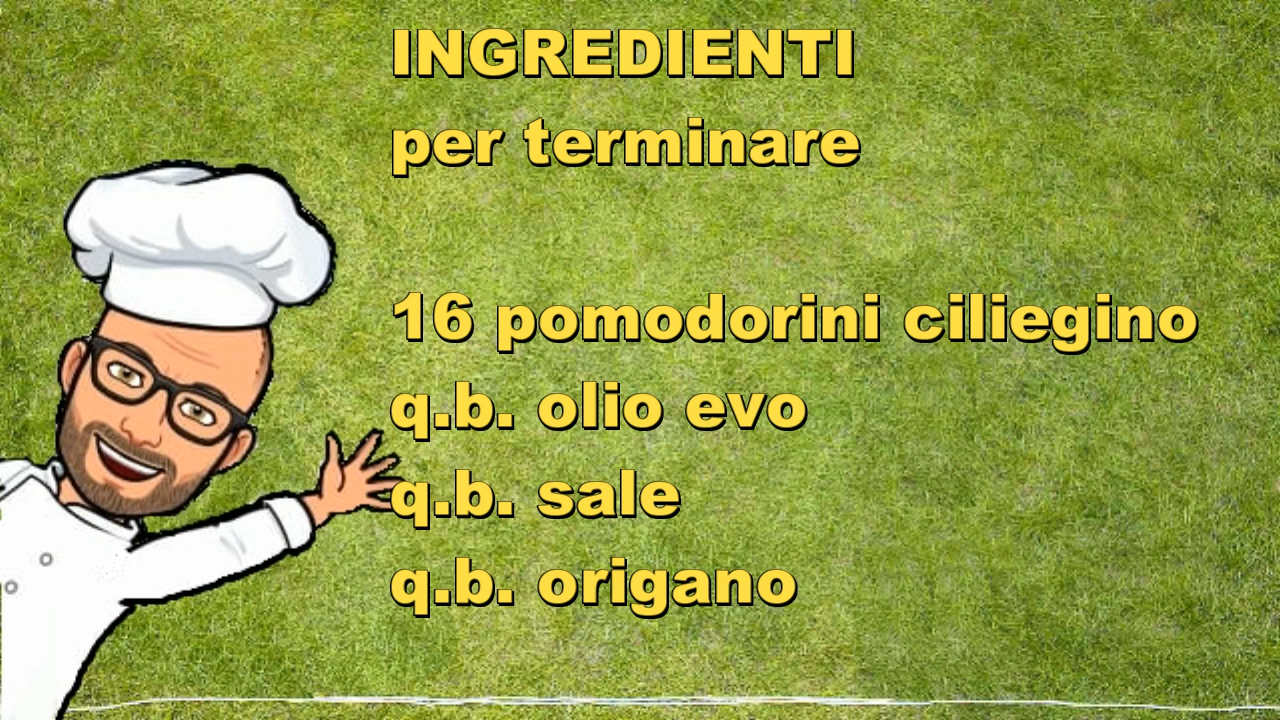 INGREDIENTI
per terminare
16 pomodorini ciliegino
q.b. olio evo
q.b. sale
q.b. origano